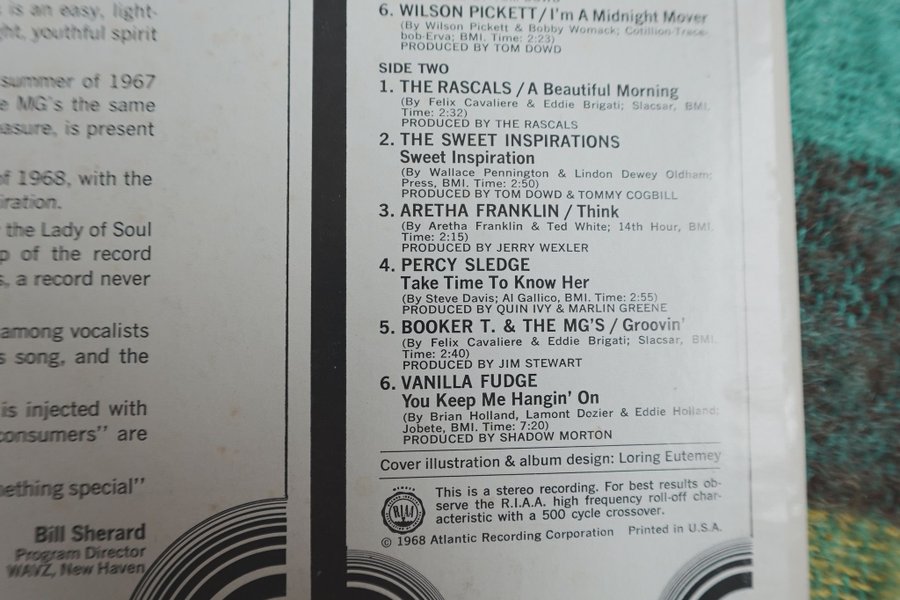 is an easy, light-
ght, youthful spirit
summer of 1967
e MG's the same
easure, is present
of 1968, with the
iration.
the Lady of Soul
p of the record
s, a record never
among vocalists
s song, and the
is injected with
consumers" are
nething special"
Bill Sherard
Program Director
WAVZ, New Haven
6. WILSON PICKETT/I'm A Midnight Mover
(By Wilson Pickett & Bobby Womack; Cotillion-Trace-
bob-Erva; BMI. Time: 2:23)
PRODUCED BY TOM DOWD
SIDE TWO
1. THE RASCALS / A Beautiful Morning
(By Felix Cavaliere & Eddie Brigati; Slacsar, BMI.
Time: 2:32)
PRODUCED BY THE RASCALS
2. THE SWEET INSPIRATIONS
Sweet Inspiration
(By Wallace Pennington & Lindon Dewey Oldham;
Press, BMI. Time: 2:50)
PRODUCED BY TOM DOWD & TOMMY COGBILL
3. ARETHA FRANKLIN / Think
(By Aretha Franklin & Ted White; 14th Hour, BMI.
Time: 2:15)
PRODUCED BY JERRY WEXLER
4. PERCY SLEDGE
Take Time To Know Her
(By Steve Davis; Al Gallico, BMI. Time: 2:55)
PRODUCED BY QUIN IVY & MARLIN GREENE
5. BOOKER T. & THE MG'S / Groovin'
(By Felix Cavaliere & Eddie Brigati; Slacsar, BMI.
Time: 2:40)
PRODUCED BY JIM STEWART
6. VANILLA FUDGE
You Keep Me Hangin' On
(By Brian Holland, Lamont Dozier & Eddie Holland;
Jobete, BMI. Time: 7:20)
PRODUCED BY SHADOW MORTON
Cover illustration & album design: Loring Eutemey
RIAA
This is a stereo recording. For best results ob-
serve the R.I.A.A. high frequency roll-off char-
acteristic with a 500 cycle crossover.
© 1968 Atlantic Recording Corporation Printed in U.S.A.